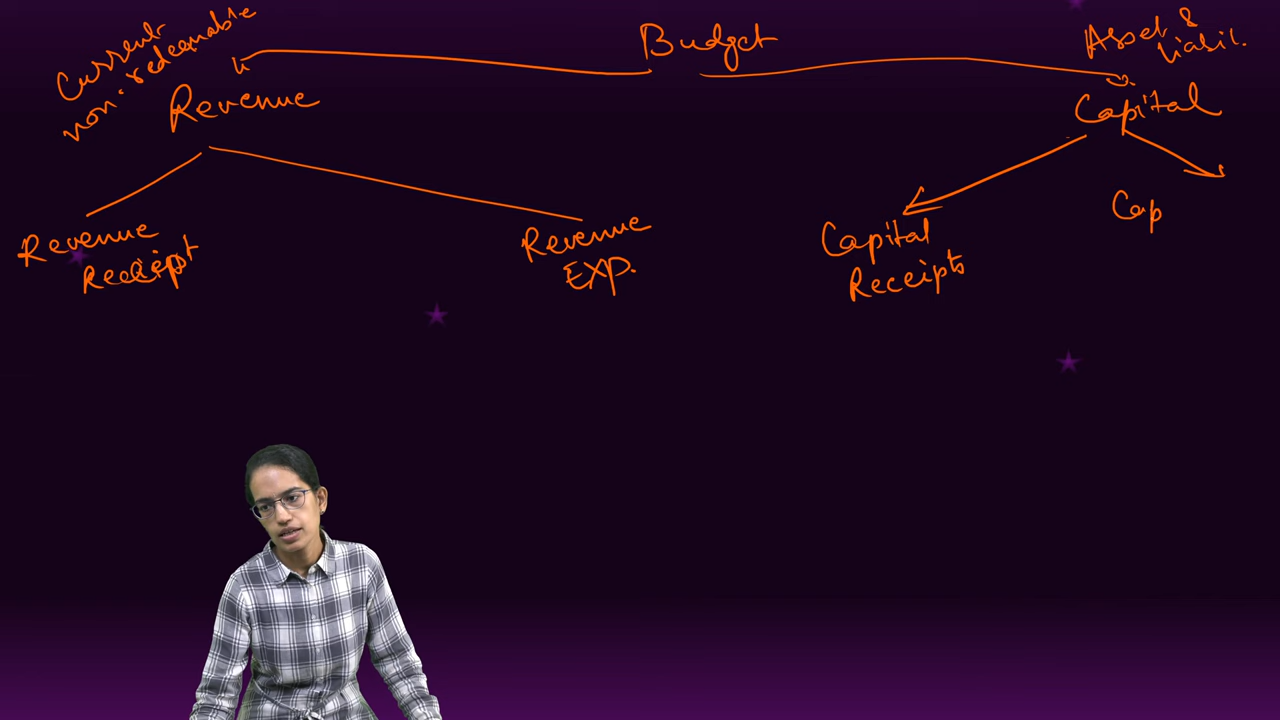 Budget
Current
non-redeemable
Revenue
Asset &
Liabil.
Capital
Revenue
Receipt
Revenue
EXP.
Capital
Receipts
Cap